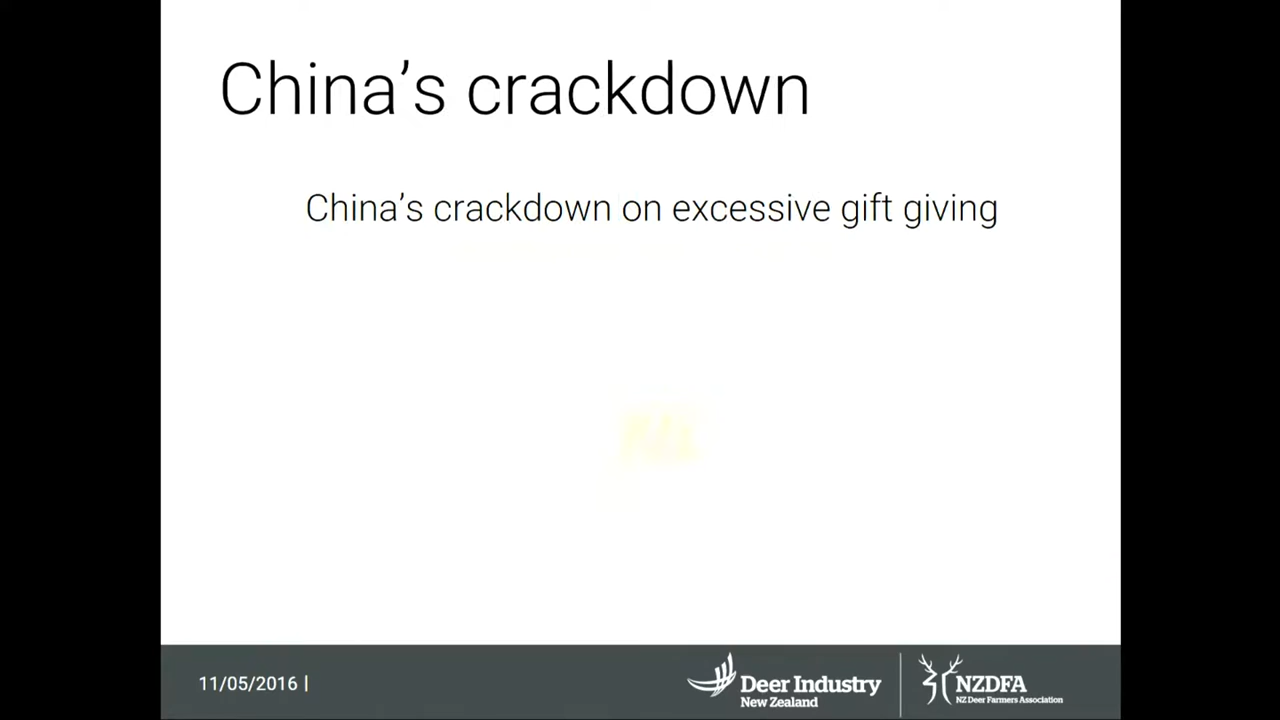 China's crackdown
China's crackdown on excessive gift giving
11/05/2016 |
Deer Industry
New Zealand
NZDFA
NZ Deer Farmers Association